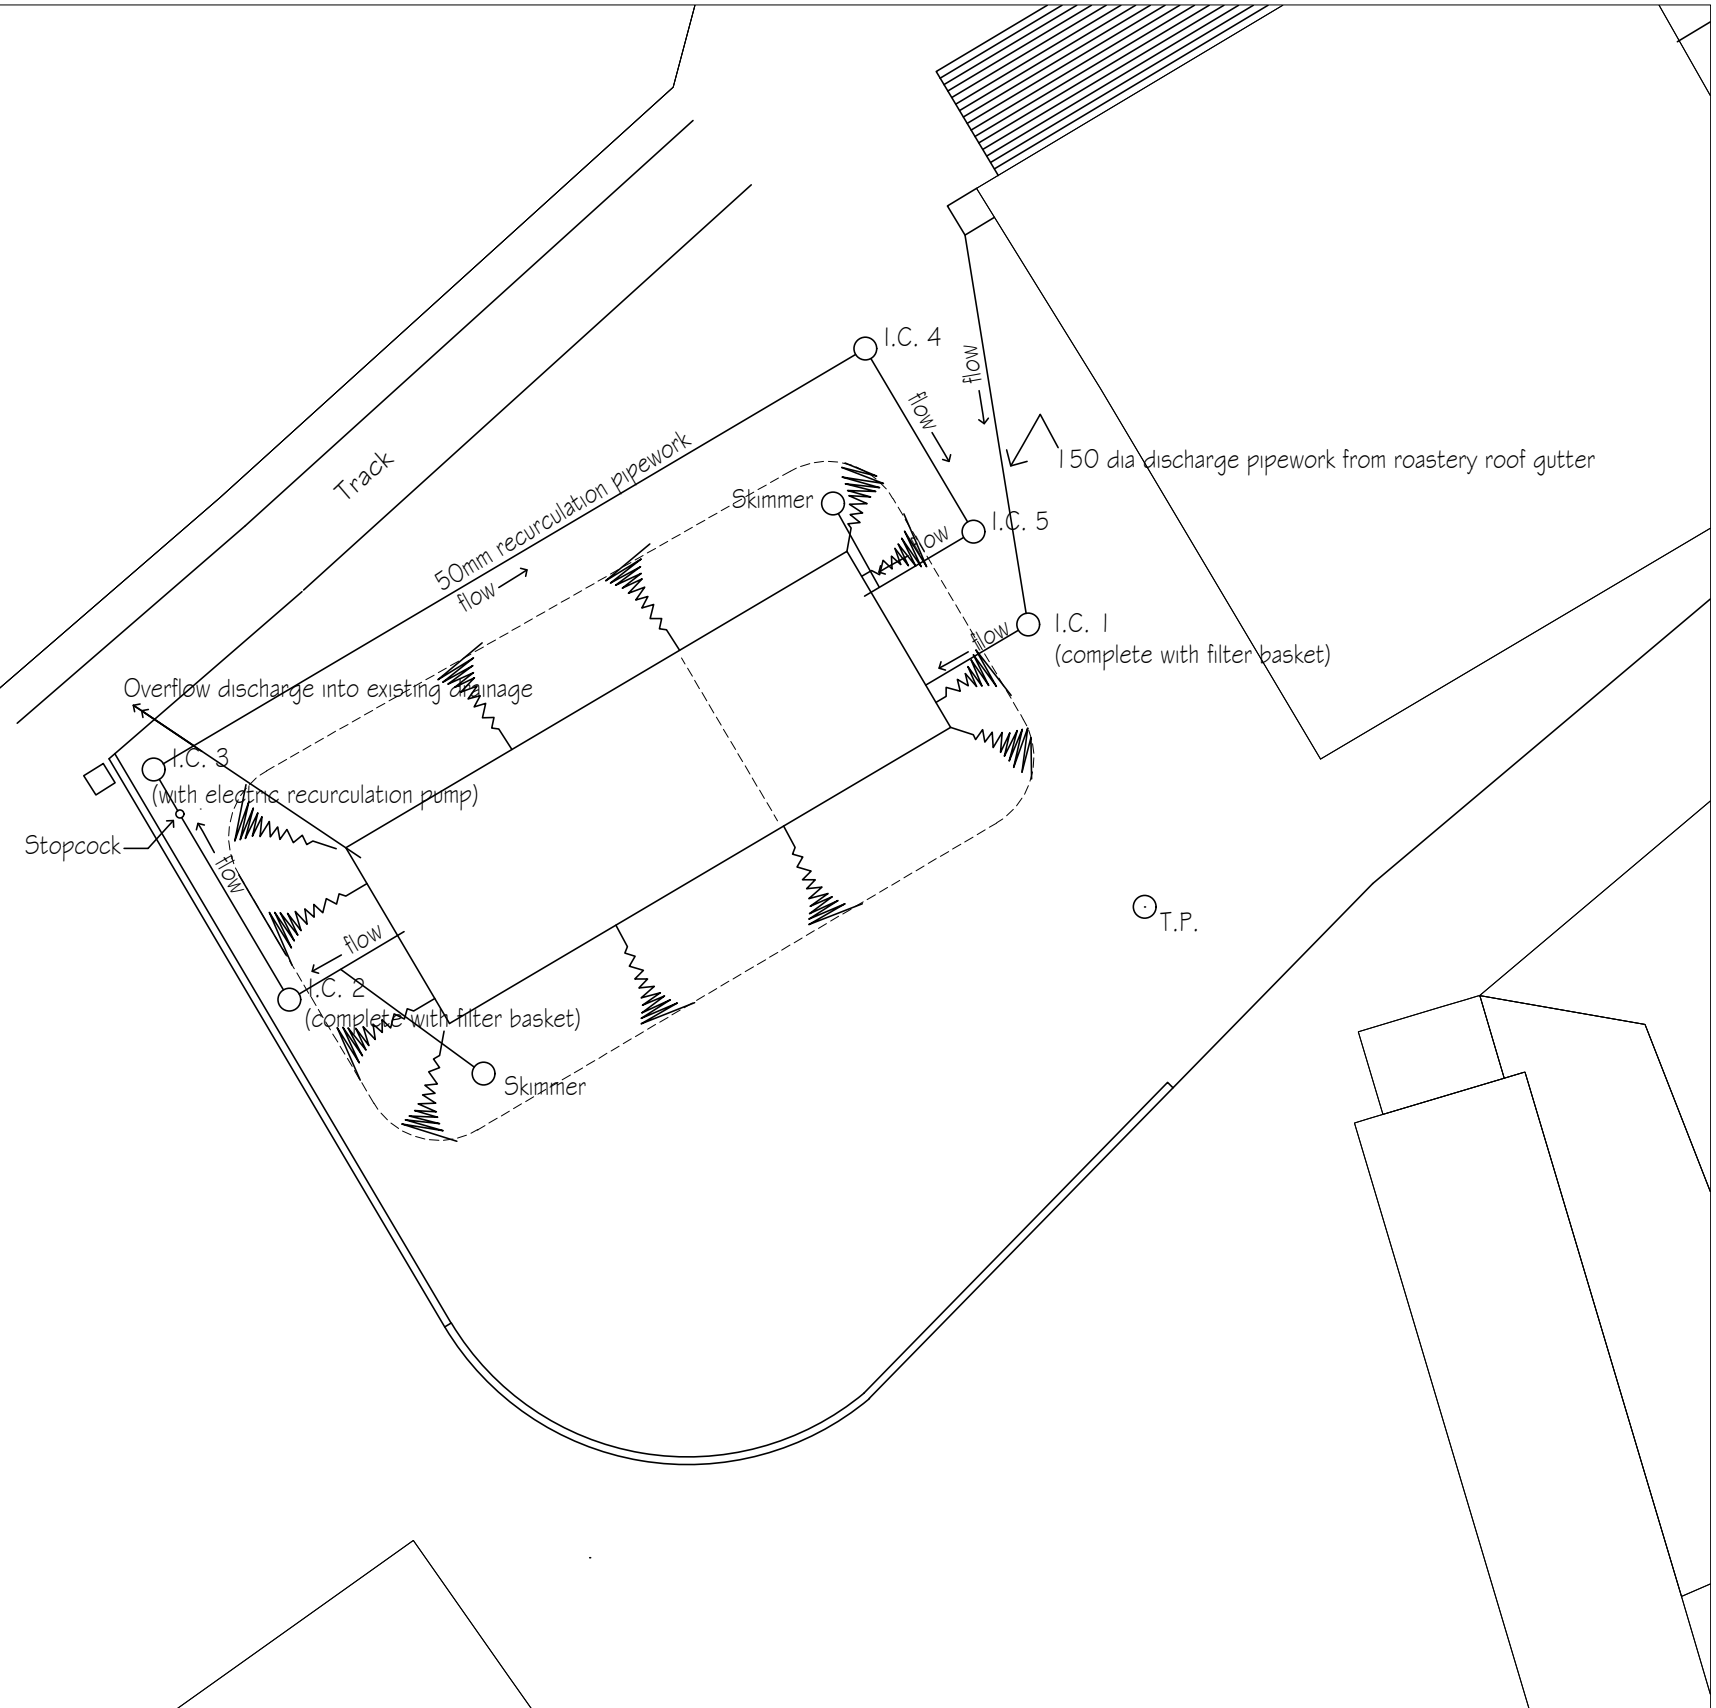 I.C. 4
flow
flow
150 dia discharge pipework from roastery roof gutter
Track
50mm recurculation pipework
flow
Skimmer
I.C. 5
flow
I.C. 1
(complete with filter basket)
flow
Overflow discharge into existing drainage
I.C. 3
(with electric recurculation pump)
Stopcock
flow
T.P.
flow
I.C. 2
(complete with filter basket)
Skimmer